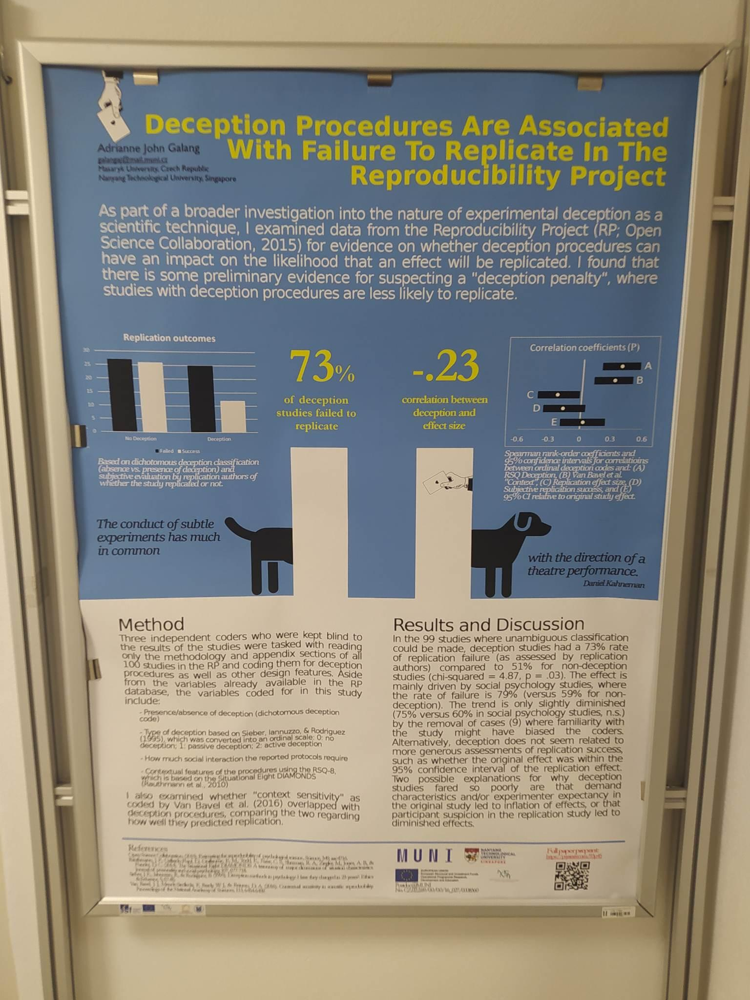 Deception Procedures Are Associated
With Failure To Replicate In The
Reproducibility Project
Adrianne John Galang
galangaj@mail.muni.cz
Masaryk University, Czech Republic
Nanyang Technological University, Singapore
As part of a broader investigation into the nature of experimental deception as a
scientific technique, I examined data from the Reproducibility Project (RP; Open
Science Collaboration, 2015) for evidence on whether deception procedures can
have an impact on the likelihood that an effect will be replicated. I found that
there is some preliminary evidence for suspecting a "deception penalty", where
studies with deception procedures are less likely to replicate.
Replication outcomes
30
25
20
15
10
5
0
No Deception
Deception
Failed Success
Based on dichotomous deception classification
(absence vs. presence of deception) and
subjective evaluation by replication authors of
whether the study replicated or not.
73%
of deception
studies failed to
replicate
-.23
correlation between
deception and
effect size
Correlation coefficients (P)
A
B
C
D
E
-0.6 -0.3 0 0.3 0.6
Spearman rank-order coefficients and
95% confidence intervals for correlatioins
between ordinal deception codes and: (A)
RSQ Deception, (B) Van Bavel et al.
"Context", (C) Replication effect size, (D)
Subjective replication success, and (E)
95% CI relative to original study effect.
The conduct of subtle
experiments has much
in common
with the direction of a
theatre performance.
Daniel Kahneman
Method
Three independent coders who were kept blind to
the results of the studies were tasked with reading
only the methodology and appendix sections of all
100 studies in the RP and coding them for deception
procedures as well as other design features. Aside
from the variables already available in the RP
database, the variables coded for in this study
include:
- Presence/absence of deception (dichotomous deception
code)
- Type of deception based on Sieber, Iannuzzo, & Rodriguez
(1995), which was converted into an ordinal scale: 0: no
deception; 1: passive deception; 2: active deception
- How much social interaction the reported protocols require
- Contextual features of the procedures using the RSQ-8,
which is based on the Situational Eight DIAMONDS
(Rauthmann et al., 2010)
I also examined whether "context sensitivity" as
coded by Van Bavel et al. (2016) overlapped with
deception procedures, comparing the two regarding
how well they predicted replication.
Results and Discussion
In the 99 studies where unambiguous classification
could be made, deception studies had a 73% rate
of replication failure (as assessed by replication
authors) compared to 51% for non-deception
studies (chi-squared = 4.87, p = .03). The effect is
mainly driven by social psychology studies, where
the rate of failure is 79% (versus 59% for non-
deception). The trend is only slightly diminished
(75% versus 60% in social psychology studies, n.s.)
by the removal of cases (9) where familiarity with
the study might have biased the coders.
Alternatively, deception does not seem related to
more generous assessments of replication success,
such as whether the original effect was within the
95% confidence interval of the replication effect.
Two possible explanations for why deception
studies fared so poorly are that demand
characteristics and/or experimenter expectancy in
the original study led to inflation of effects, or that
participant suspicion in the replication study led to
diminished effects.
References
MUNI
NANYANG
TECHNOLOGICAL
UNIVERSITY
SINGAPORE
EUROPEAN UNION
Full paper preprint: